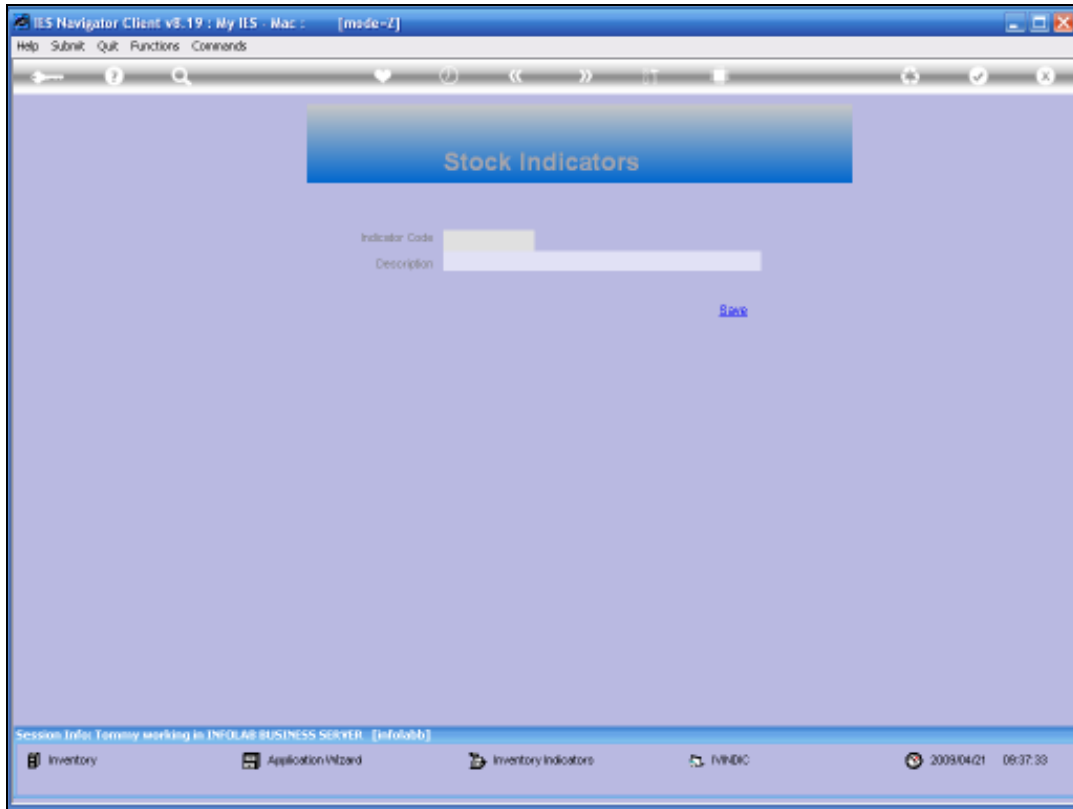 IES Navigator Client v8.19 : My IES - Mac : [mode=Z]
Help Submit Quit Functions Commands
Stock Indicators
Indicator Code
Description
Save
Session Info: Tommy working in INFOLAB BUSINESS SERVER [infolabb]
Inventory Application Wizard Inventory Indicators IVINDIC 2009/04/21 09:37:33